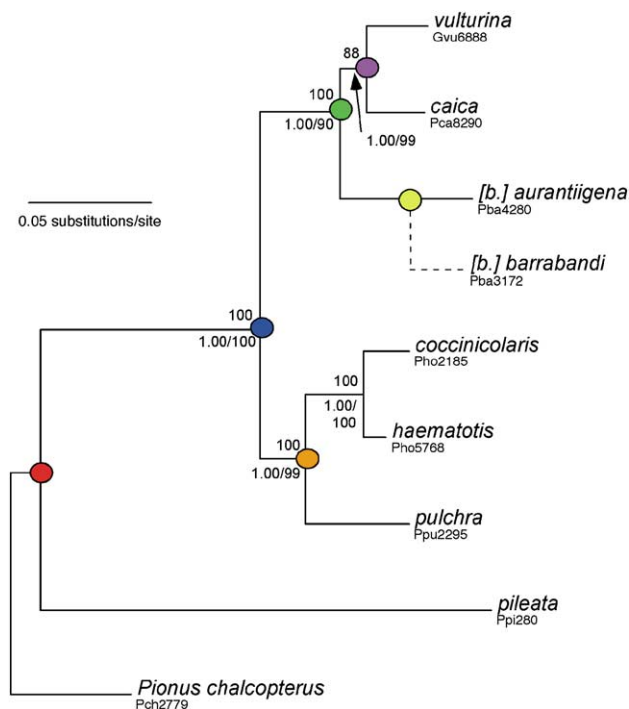 vulturina
Gvu6888
88
100
caica
Pca8290
1.00/90
1.00/99
0.05 substitutions/site
[b.] aurantiigena
Pba4280
[b.] barrabandi
Pba3172
100
1.00/100
coccinicolaris
Pho2185
100
1.00/
100
haematotis
Pho5768
100
1.00/99
pulchra
Ppu2295
pileata
Ppi280
Pionus chalcopterus
Pch2779